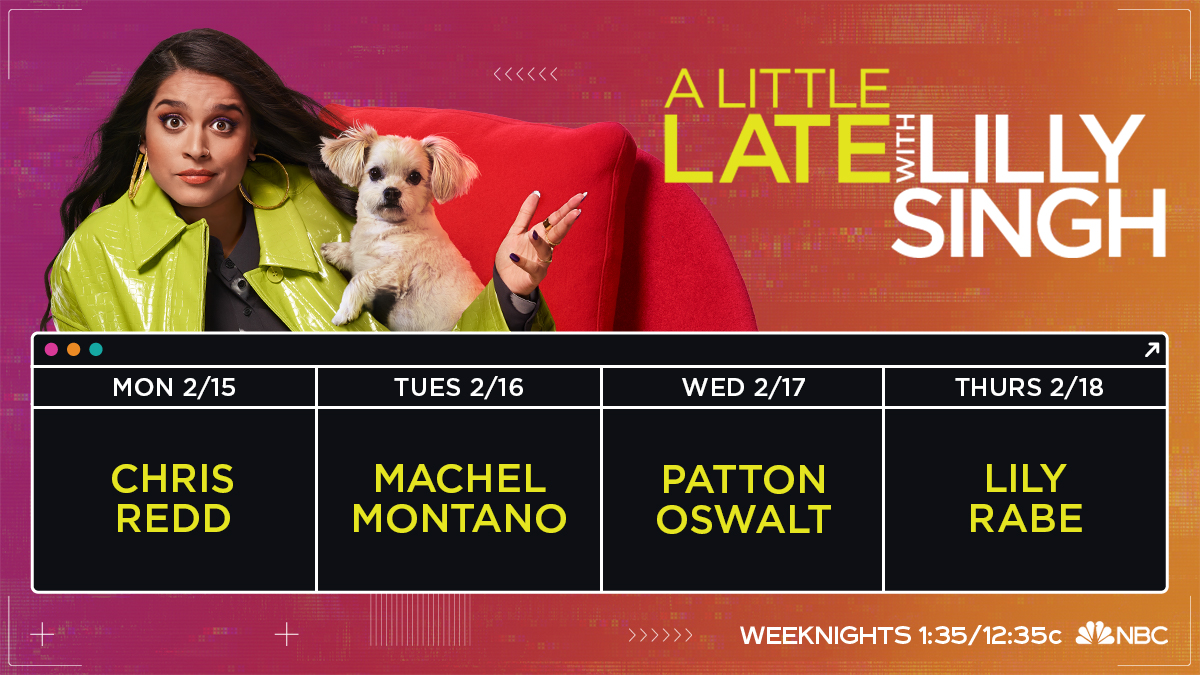 A LITTLE
LATE WITH LILLY
SINGH
MON 2/15
TUES 2/16
WED 2/17
THURS 2/18
CHRIS
REDD
MACHEL
MONTANO
PATTON
OSWALT
LILY
RABE
WEEKNIGHTS 1:35/12:35c NBC